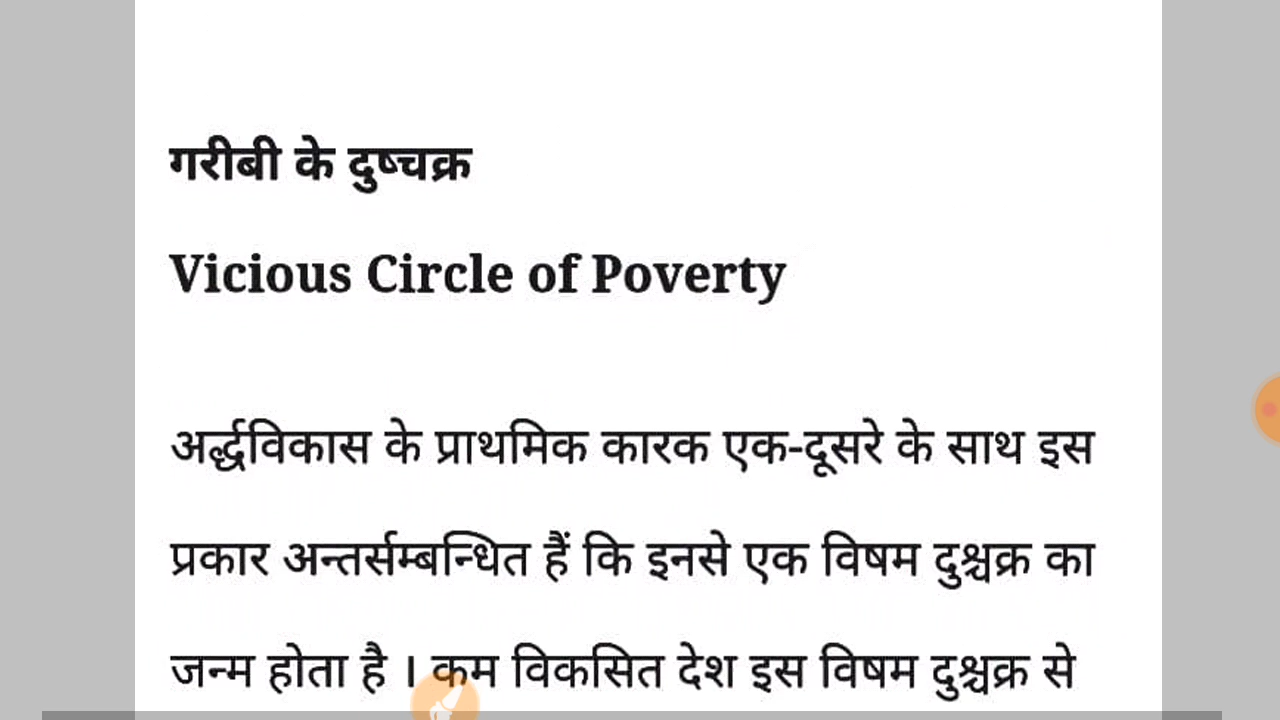 गरीबी के दुष्चक्र
Vicious Circle of Poverty
अर्द्धविकास के प्राथमिक कारक एक-दूसरे के साथ इस
प्रकार अन्तर्सम्बन्धित हैं कि इनसे एक विषम दुश्चक्र का
जन्म होता है । कम विकसित देश इस विषम दुश्चक्र से